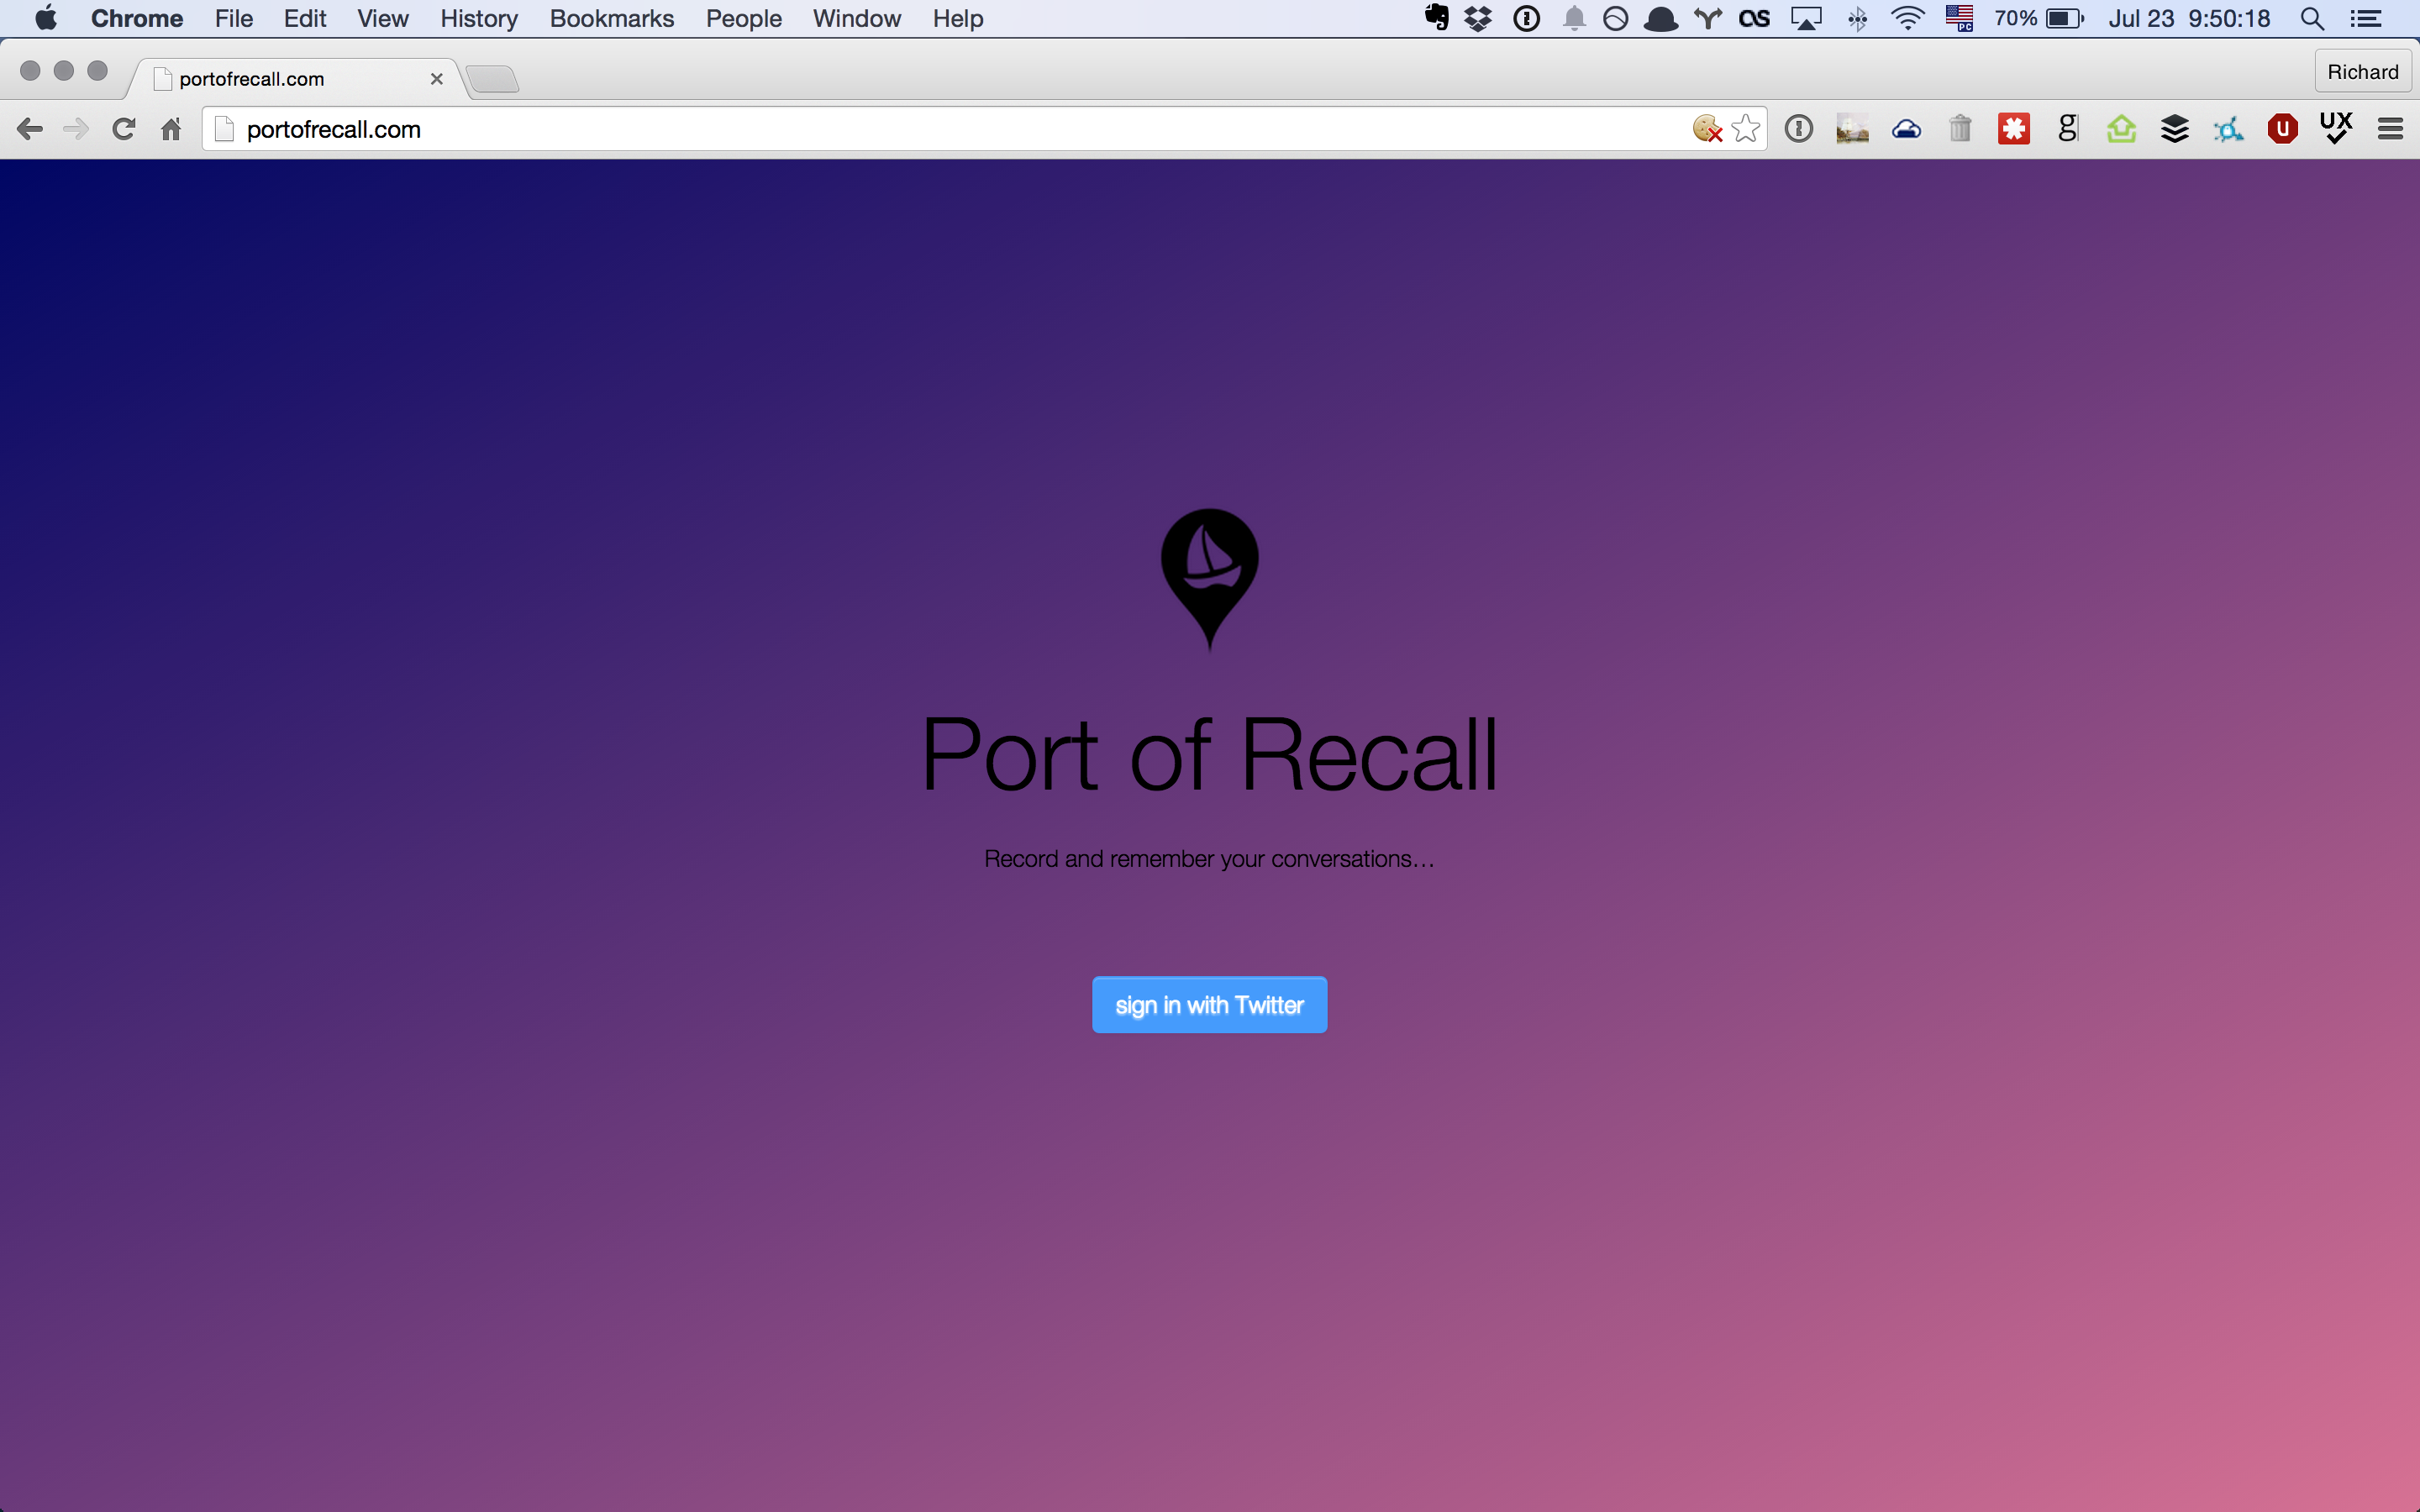 Chrome File Edit View History Bookmarks People Window Help 70% Jul 23 9:50:18
PC
portofrecall.com Richard
portofrecall.com g U UX
Port of Recall
Record and remember your conversations...
sign in with Twitter